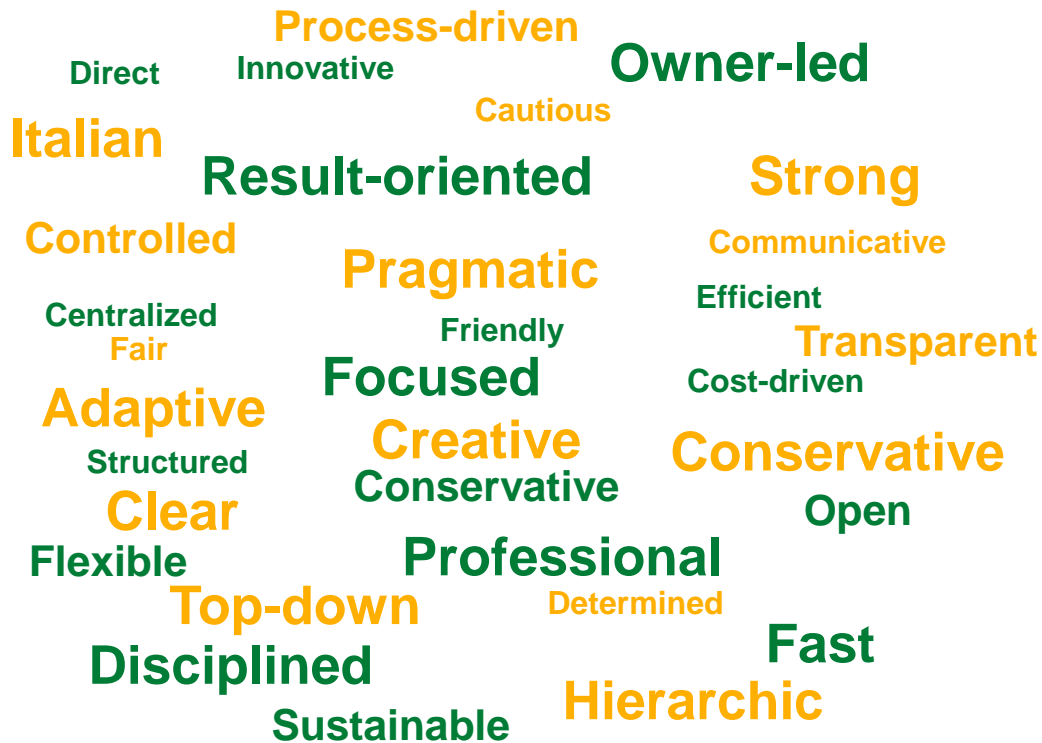 Process-driven
Direct
Innovative
Owner-led
Cautious
Italian
Result-oriented
Strong
Controlled
Communicative
Pragmatic
Efficient
Centralized
Friendly
Transparent
Fair
Focused
Cost-driven
Adaptive
Creative
Conservative
Structured
Conservative
Clear
Open
Flexible
Professional
Top-down
Determined
Fast
Disciplined
Hierarchic
Sustainable